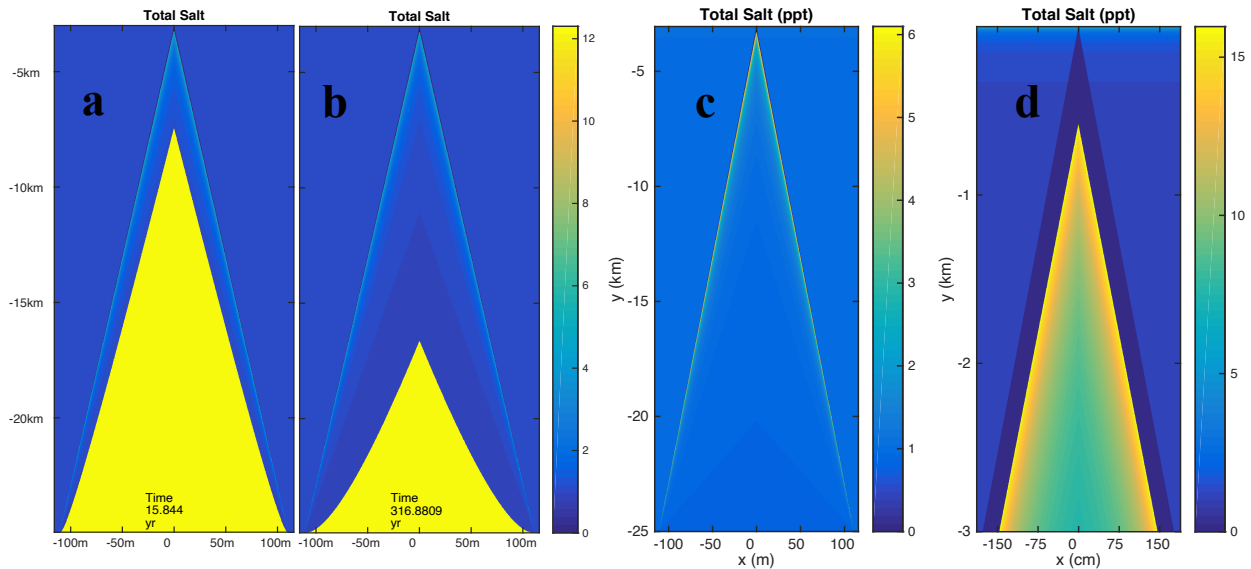 Total Salt
a
-5km
-10km
-15km
-20km
-100m
-50m
0
50m
100m
Time
15.844
yr
Total Salt
b
-100m
-50m
0
50m
100m
Time
316.8809
yr
12
10
8
6
4
2
0
Total Salt (ppt)
c
y (km)
-5
-10
-15
-20
-25
-100
-50
0
50
100
x (m)
6
5
4
3
2
1
0
Total Salt (ppt)
d
y (km)
-1
-2
-3
-150
-75
0
75
150
x (cm)
15
10
5
0